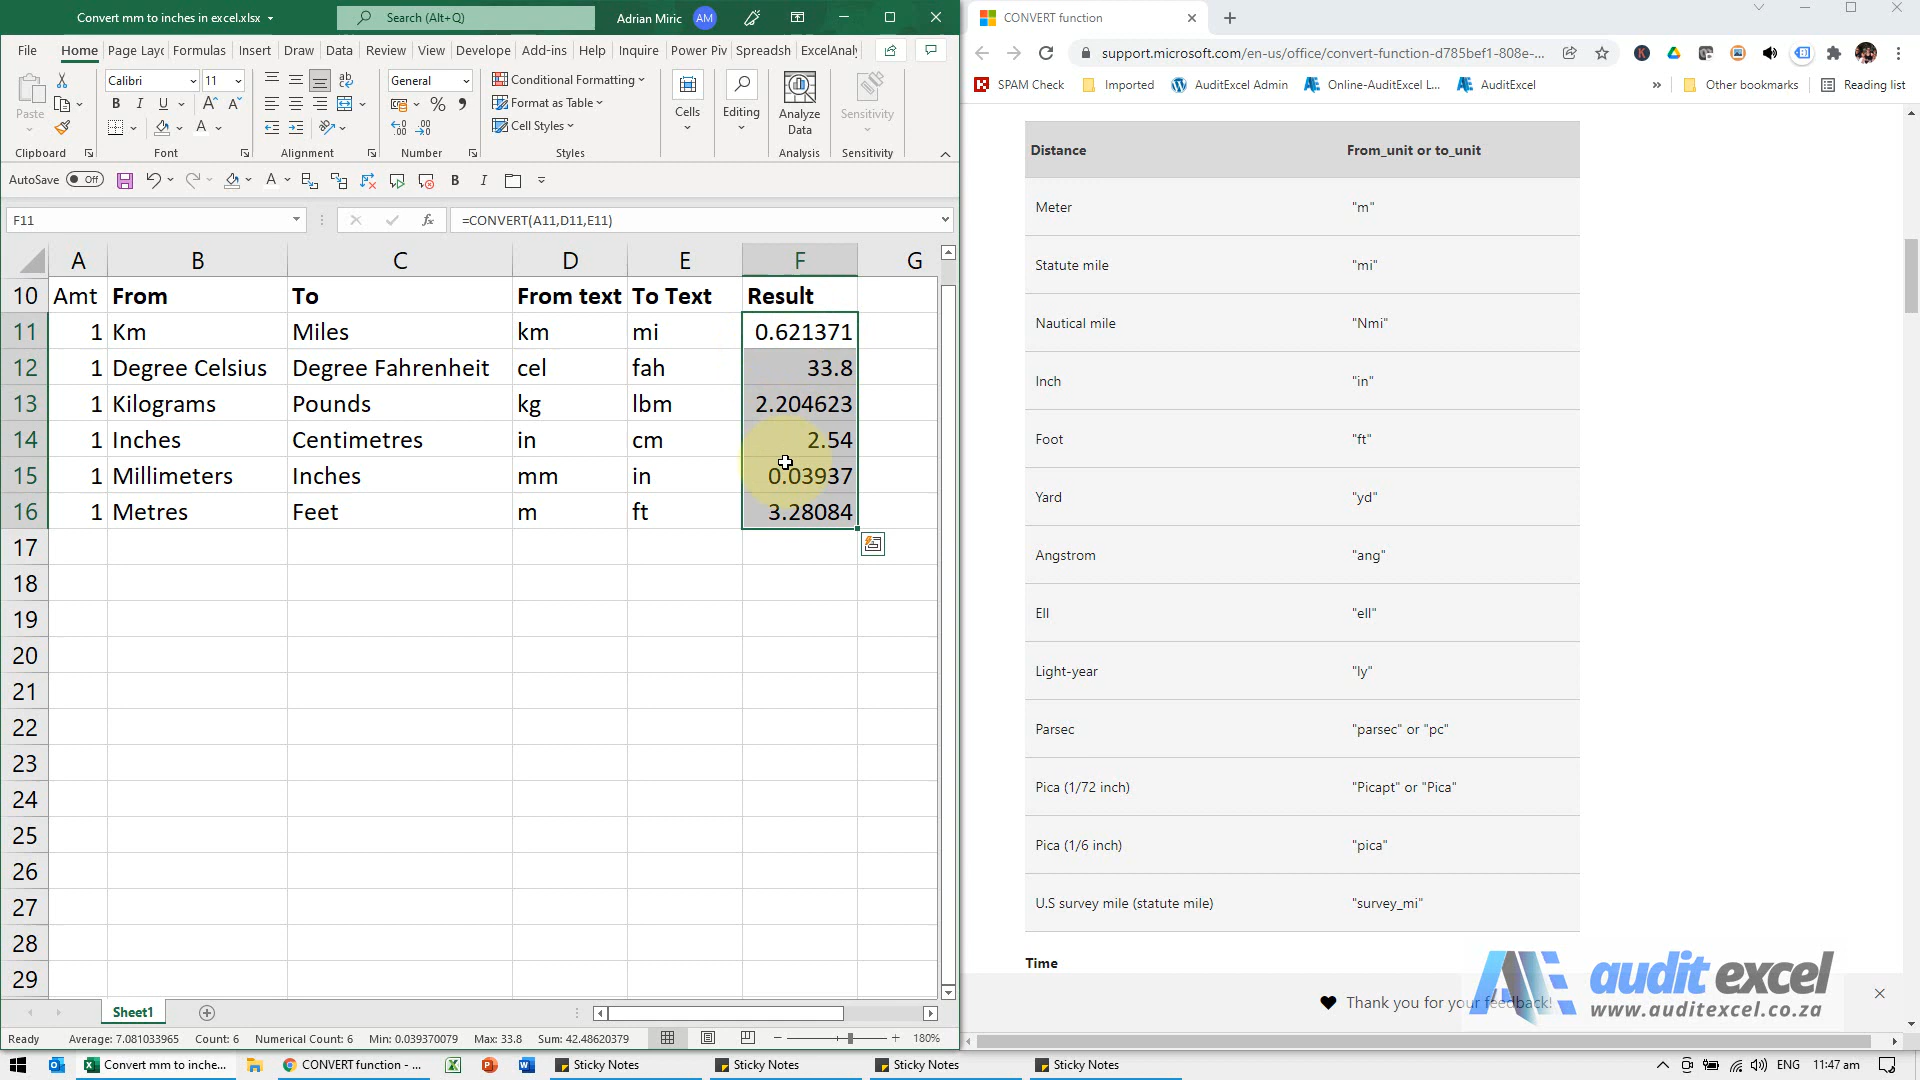 Convert mm to inches in excel.xlsx
Search (Alt+Q)
Adrian Miric AM
File Home Page Layc Formulas Insert Draw Data Review View Develope Add-ins Help Inquire Power Piv Spreadsh ExcelAnaly
Paste
Clipboard
Calibri 11
B I U
Font
Alignment
General
Number
Conditional Formatting
Format as Table
Cell Styles
Styles
Cells
Editing
Analyze Data
Analysis
Sensitivity
Sensitivity
AutoSave Off
B I
F11 fx =CONVERT(A11,D11,E11)
A B C D E F G
10 Amt From To From text To Text Result
11 1 Km Miles km mi 0.621371
12 1 Degree Celsius Degree Fahrenheit cel fah 33.8
13 1 Kilograms Pounds kg lbm 2.204623
14 1 Inches Centimetres in cm 2.54
15 1 Millimeters Inches mm in 0.03937
16 1 Metres Feet m ft 3.28084
17
18
19
20
21
22
23
24
25
26
27
28
29
Sheet1
Ready Average: 7.081033965 Count: 6 Numerical Count: 6 Min: 0.039370079 Max: 33.8 Sum: 42.48620379 180%
CONVERT function
support.microsoft.com/en-us/office/convert-function-d785bef1-808e-...
SPAM Check Imported AuditExcel Admin Online-AuditExcel L... AuditExcel » Other bookmarks Reading list
Distance From_unit or to_unit
Meter "m"
Statute mile "mi"
Nautical mile "Nmi"
Inch "in"
Foot "ft"
Yard "yd"
Angstrom "ang"
Ell "ell"
Light-year "ly"
Parsec "parsec" or "pc"
Pica (1/72 inch) "Picapt" or "Pica"
Pica (1/6 inch) "pica"
U.S survey mile (statute mile) "survey_mi"
Time
Thank you for your feedback!
AE audit excel
www.auditexcel.co.za
Convert mm to inche... CONVERT function - ... Sticky Notes Sticky Notes Sticky Notes Sticky Notes ENG 11:47 am